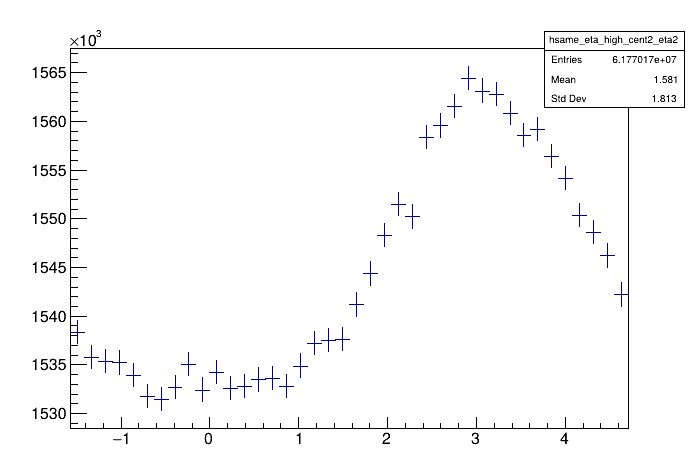 ×10³
hsame_eta_high_cent2_eta2
Entries 6.177017e+07
Mean 1.581
Std Dev 1.813
1565
1560
1555
1550
1545
1540
1535
1530
−1 0 1 2 3 4